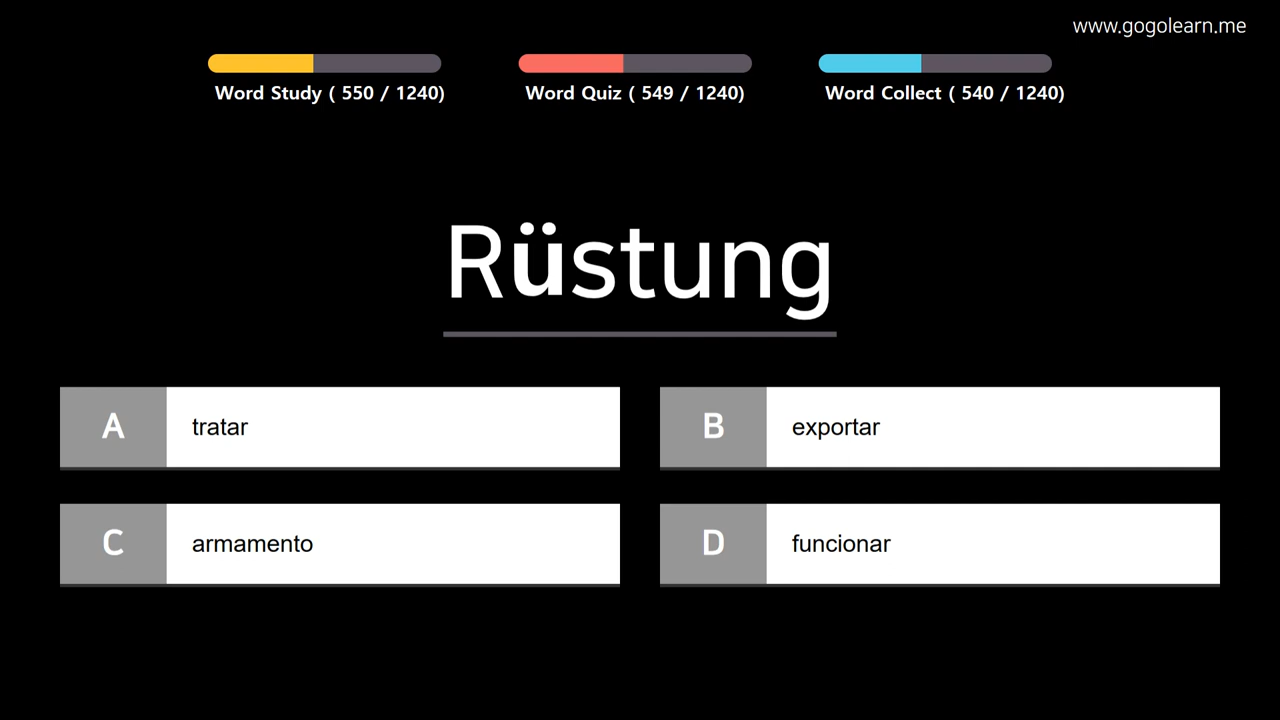 www.gogolearn.me
Word Study ( 550 / 1240)
Word Quiz ( 549 / 1240)
Word Collect ( 540 / 1240)
Rüstung
A tratar
B exportar
C armamento
D funcionar